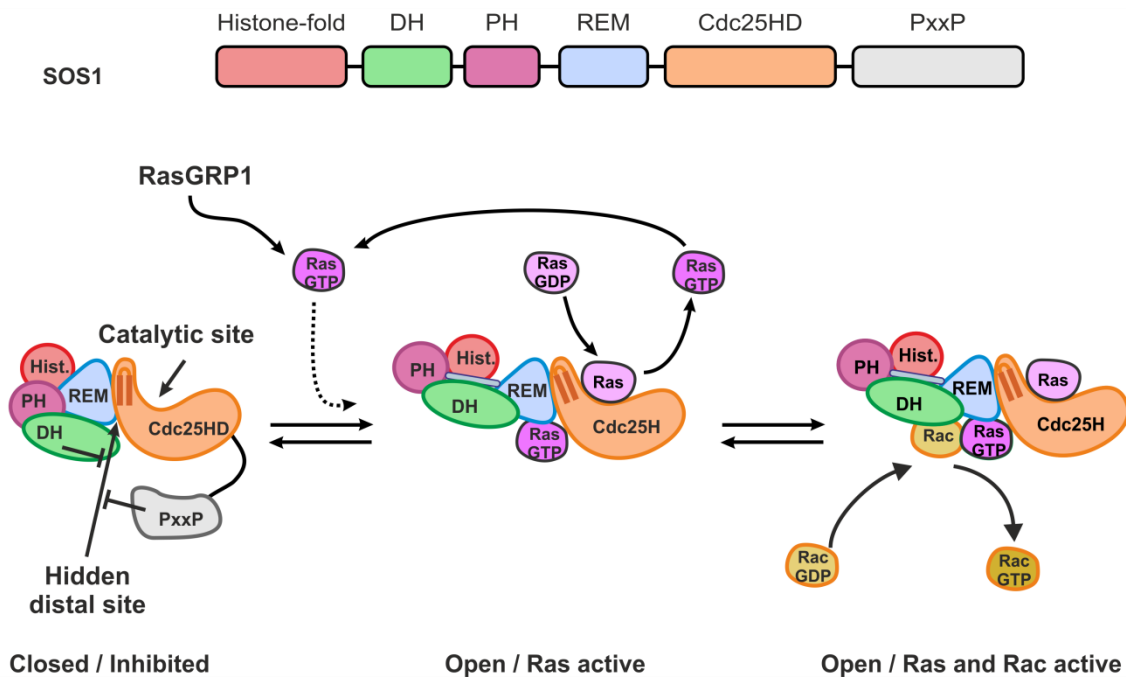 Histone-fold DH PH REM Cdc25HD PxxP
SOS1
RasGRP1
Ras
GTP
Ras
GDP
Ras
GTP
Catalytic site
Hist.
PH
REM
DH
Cdc25HD
PxxP
Hidden
distal site
PH
Hist.
REM
DH
Ras
Cdc25H
Ras
GTP
PH
Hist.
REM
DH
Ras
Cdc25H
Rac
Ras
GTP
Rac
GDP
Rac
GTP
Closed / Inhibited
Open / Ras active
Open / Ras and Rac active